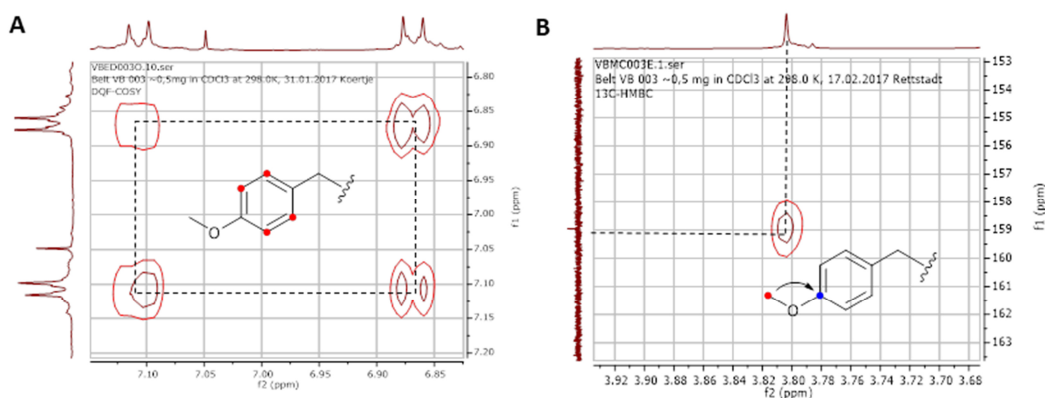 A
VBED003O.10.ser
Belt VB 003 ~0,5mg in CDCl3 at 298.0K, 31.01.2017 Koertje
DQF-COSY
6.80
6.85
6.90
6.95
7.00
7.05
7.10
7.15
7.20
f1 (ppm)
O
7.10
7.05
7.00
6.95
6.90
6.85
f2 (ppm)
B
VBMC003E.1.ser
Belt VB 003 ~0,5 mg in CDCl3 at 298.0 K, 17.02.2017 Rettstadt
13C-HMBC
153
154
155
156
157
158
159
160
161
162
163
f1 (ppm)
O
3.92
3.90
3.88
3.86
3.84
3.82
3.80
3.78
3.76
3.74
3.72
3.70
3.68
f2 (ppm)